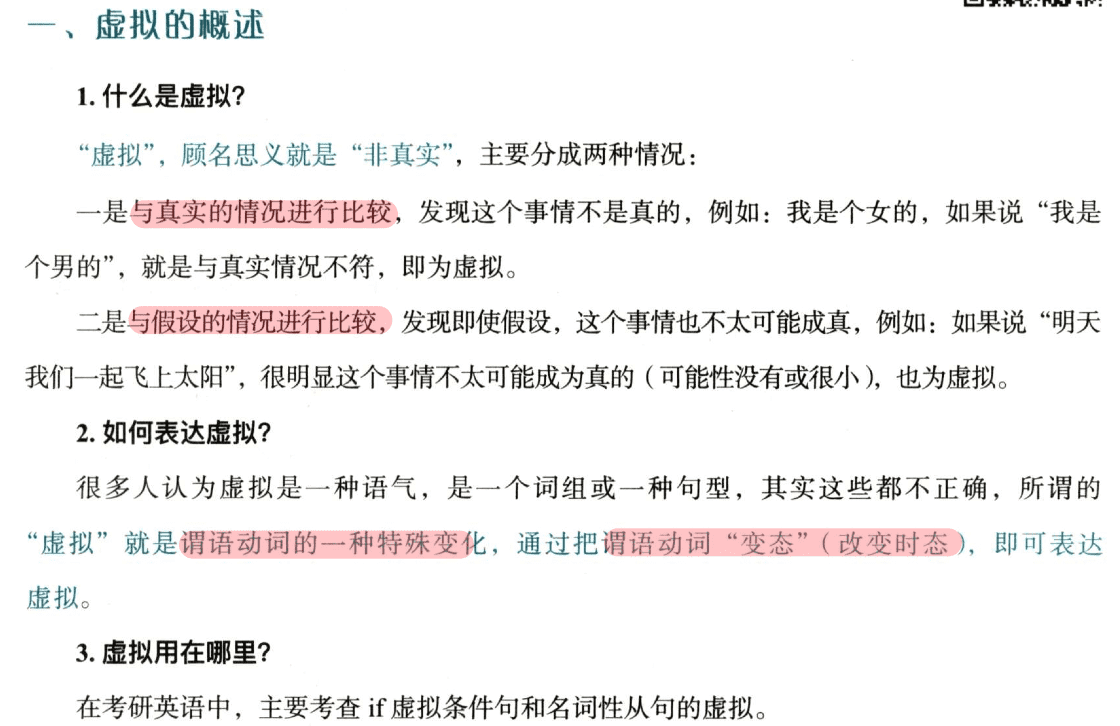 一、虚拟的概述
1. 什么是虚拟？
“虚拟”，顾名思义就是“非真实”，主要分成两种情况：
一是与真实的情况进行比较，发现这个事情不是真的，例如：我是个女的，如果说“我是
个男的”，就是与真实情况不符，即为虚拟。
二是与假设的情况进行比较，发现即使假设，这个事情也不太可能成真，例如：如果说“明天
我们一起飞上太阳”，很明显这个事情不太可能成为真的（可能性没有或很小），也为虚拟。
2. 如何表达虚拟？
很多人认为虚拟是一种语气，是一个词组或一种句型，其实这些都不正确，所谓的
“虚拟”就是谓语动词的一种特殊变化，通过把谓语动词“变态”（改变时态），即可表达
虚拟。
3. 虚拟用在哪里？
在考研英语中，主要考查 if 虚拟条件句和名词性从句的虚拟。